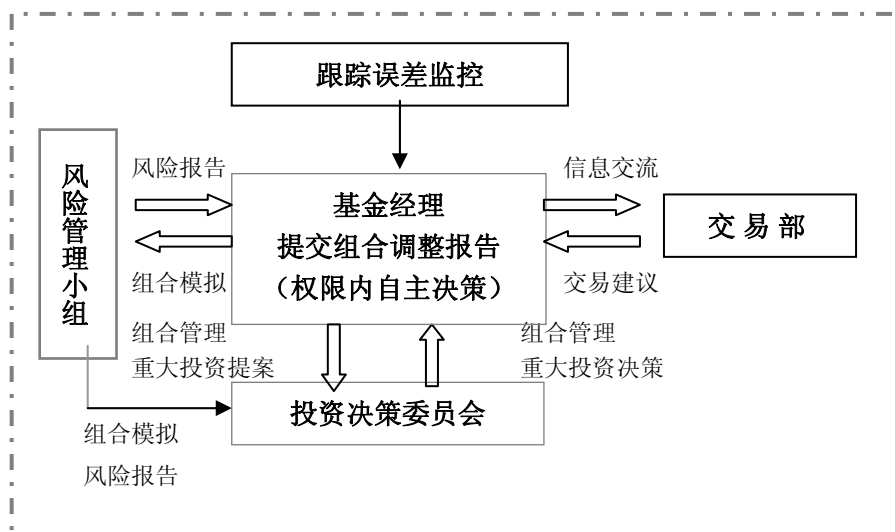 跟踪误差监控
风险管理小组
风险报告
组合模拟
基金经理
提交组合调整报告
（权限内自主决策）
信息交流
交易建议
交 易 部
组合管理
重大投资提案
组合管理
重大投资决策
投资决策委员会
组合模拟
风险报告